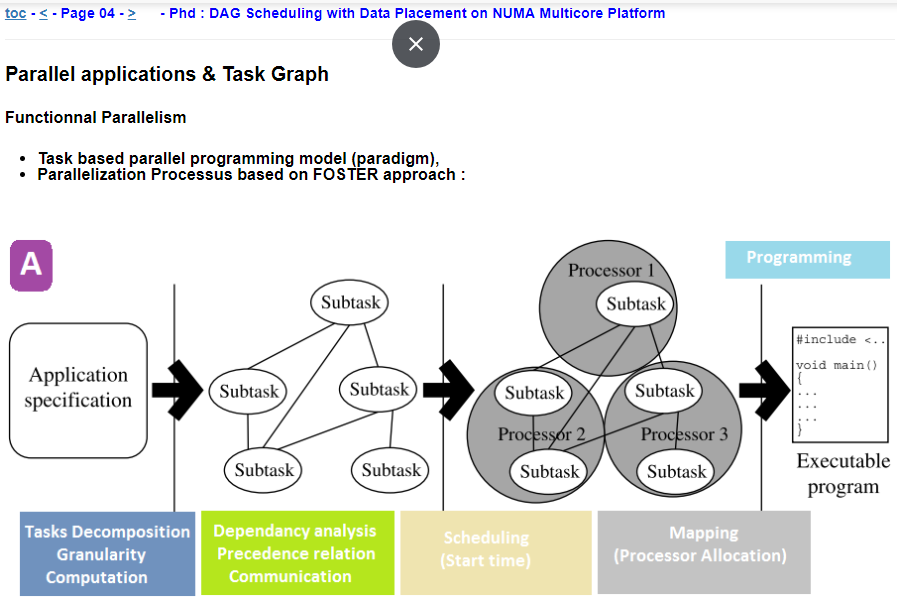 toc - < - Page 04 - > - Phd : DAG Scheduling with Data Placement on NUMA Multicore Platform
Parallel applications & Task Graph
Functionnal Parallelism
• Task based parallel programming model (paradigm),
• Parallelization Processus based on FOSTER approach :
A
Programming
Application
specification
Subtask
Subtask
Subtask
Subtask
Subtask
Processor 1
Subtask
Subtask
Subtask
Processor 2
Processor 3
Subtask
Subtask
#include <..
void main()
{
...
...
...
}
Executable
program
Tasks Decomposition
Granularity
Computation
Dependancy analysis
Precedence relation
Communication
Scheduling
(Start time)
Mapping
(Processor Allocation)